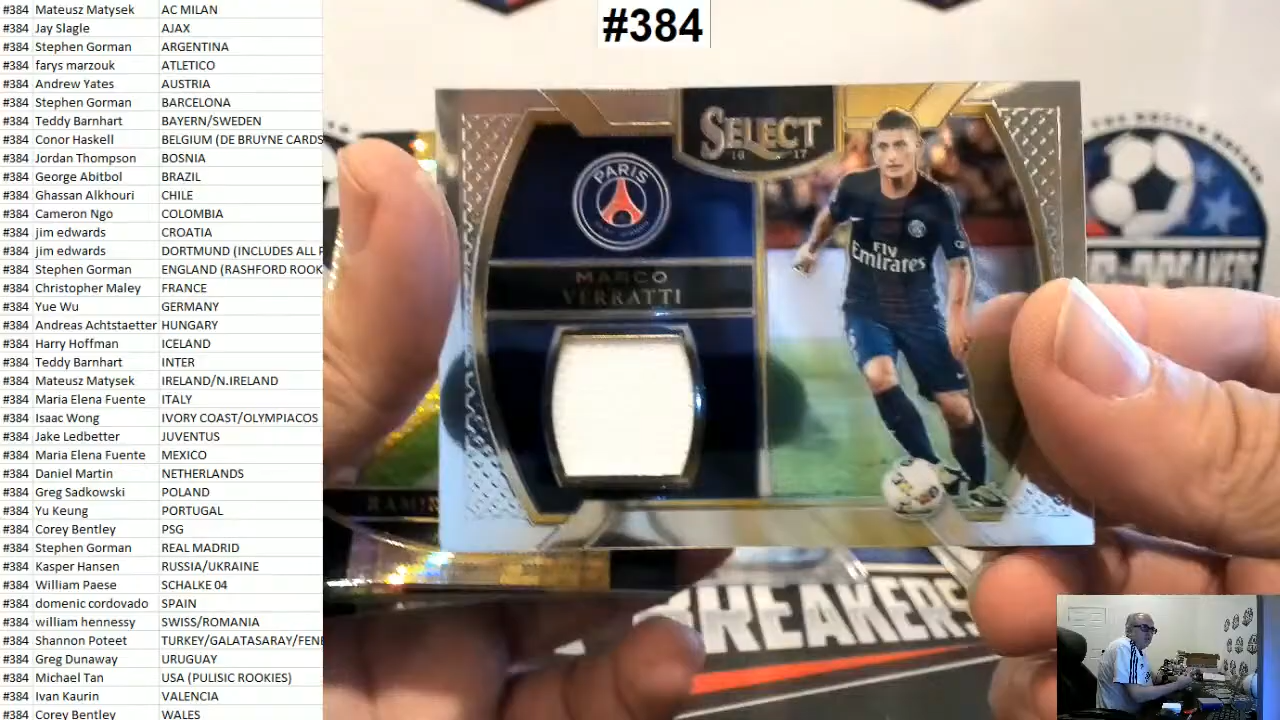 #384
#384 Mateusz Matysek AC MILAN
#384 Jay Slagle AJAX
#384 Stephen Gorman ARGENTINA
#384 farys marzouk ATLETICO
#384 Andrew Yates AUSTRIA
#384 Stephen Gorman BARCELONA
#384 Teddy Barnhart BAYERN/SWEDEN
#384 Conor Haskell BELGIUM (DE BRUYNE CARDS
#384 Jordan Thompson BOSNIA
#384 George Abitbol BRAZIL
#384 Ghassan Alkhouri CHILE
#384 Cameron Ngo COLOMBIA
#384 jim edwards CROATIA
#384 jim edwards DORTMUND (INCLUDES ALL
#384 Stephen Gorman ENGLAND (RASHFORD ROOK
#384 Christopher Maley FRANCE
#384 Yue Wu GERMANY
#384 Andreas Achtstaetter HUNGARY
#384 Harry Hoffman ICELAND
#384 Teddy Barnhart INTER
#384 Mateusz Matysek IRELAND/N.IRELAND
#384 Maria Elena Fuente ITALY
#384 Isaac Wong IVORY COAST/OLYMPIACOS
#384 Jake Ledbetter JUVENTUS
#384 Maria Elena Fuente MEXICO
#384 Daniel Martin NETHERLANDS
#384 Greg Sadkowski POLAND
#384 Yu Keung PORTUGAL
#384 Corey Bentley PSG
#384 Stephen Gorman REAL MADRID
#384 Kasper Hansen RUSSIA/UKRAINE
#384 William Paese SCHALKE 04
#384 domenic cordovado SPAIN
#384 william hennessy SWISS/ROMANIA
#384 Shannon Poteet TURKEY/GALATASARAY/FENE
#384 Greg Dunaway URUGUAY
#384 Michael Tan USA (PULISIC ROOKIES)
#384 Ivan Kaurin VALENCIA
#384 Corey Bentley WALES
SELECT
16 17
PARIS
MARCO
VERRATTI
Fly
Emirates
BREAKERS